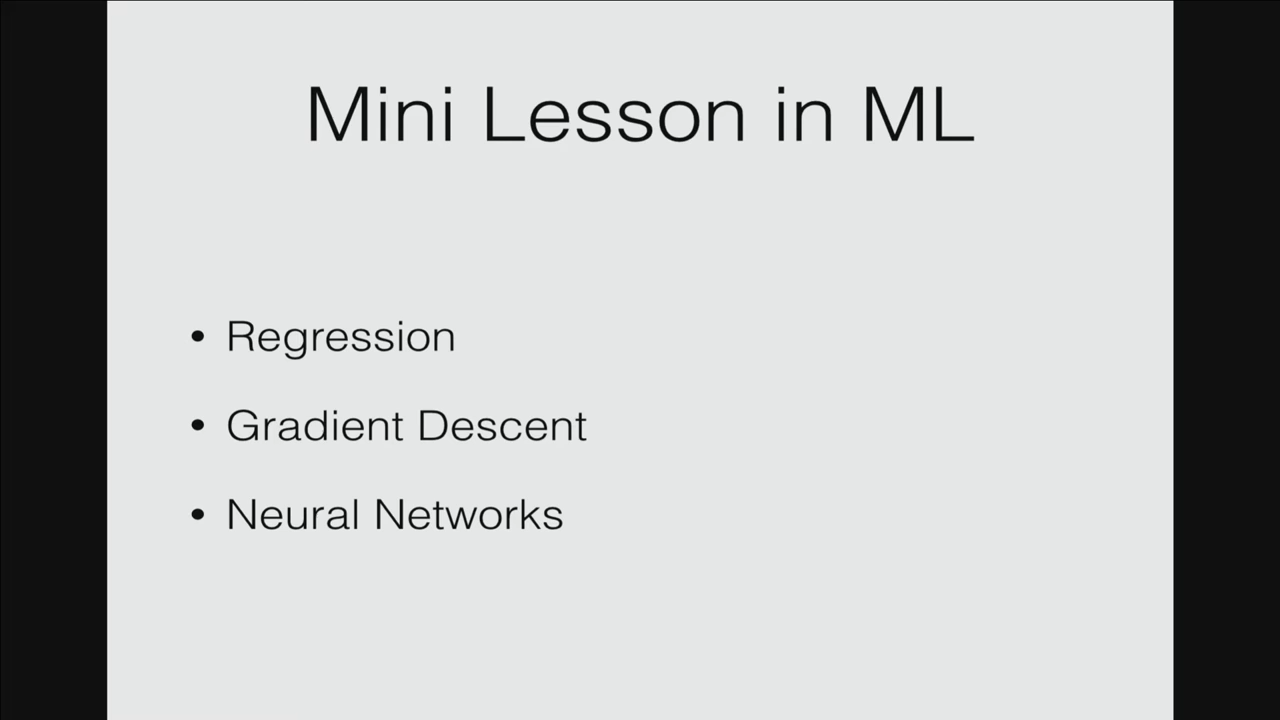 Mini Lesson in ML
• Regression
• Gradient Descent
• Neural Networks